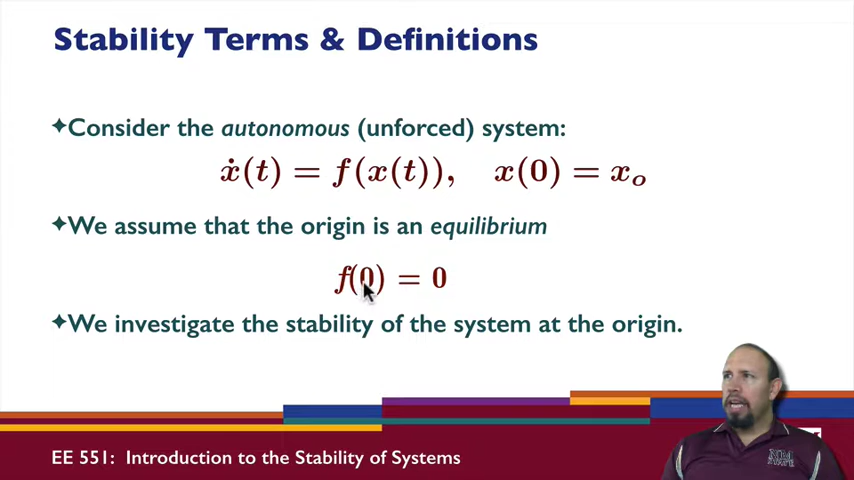 Stability Terms & Definitions
✦Consider the autonomous (unforced) system:
ẋ(t) = f(x(t)), x(0) = xₒ
✦We assume that the origin is an equilibrium
f(0) = 0
✦We investigate the stability of the system at the origin.
EE 551: Introduction to the Stability of Systems
NM
STATE